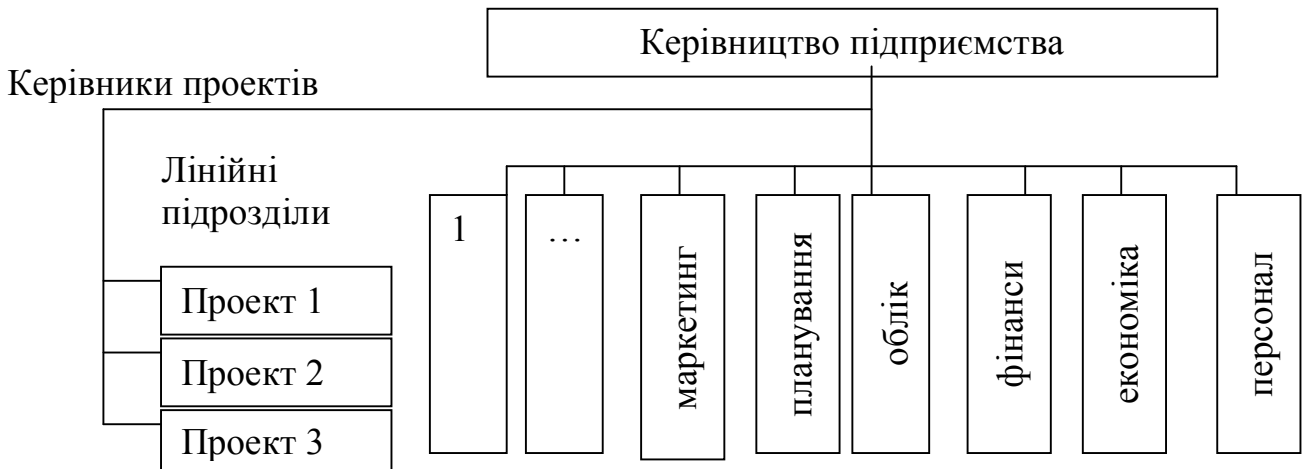 Керівництво підприємства
Керівники проектів
Лінійні
підрозділи
1
…
маркетинг
планування
облік
фінанси
економіка
персонал
Проект 1
Проект 2
Проект 3